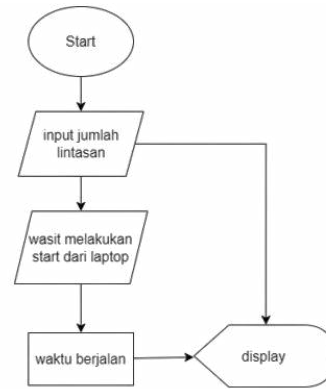 Start
input jumlah
lintasan
wasit melakukan
start dari laptop
waktu berjalan
display